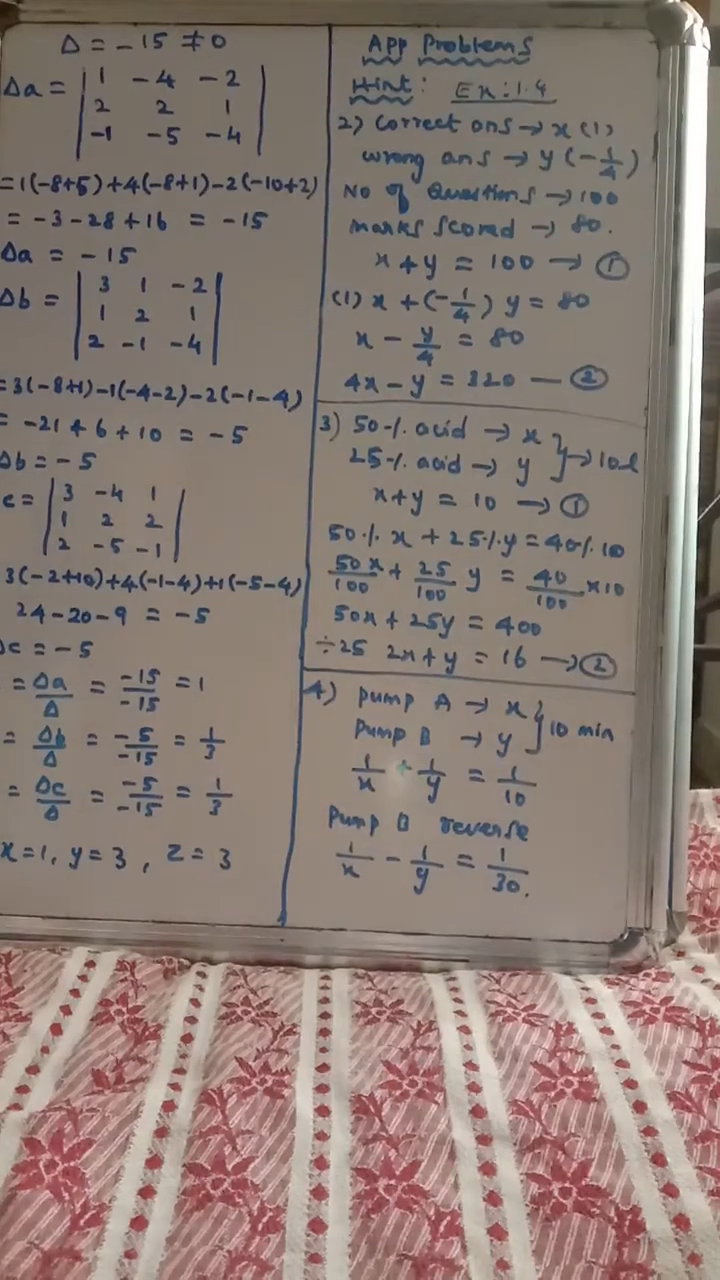 Δ = -15 ≠ 0
Δa = | 1 -4 -2 |
| 2 2 1 |
| -1 -5 -4 |
= 1(-8+5)+4(-8+1)-2(-10+2)
= -3-28+16 = -15
Δa = -15
Δb = | 3 1 -2 |
| 1 2 1 |
| 2 -1 -4 |
= 3(-8+1)-1(-4-2)-2(-1-4)
= -21+6+10 = -5
Δb = -5
c = | 3 -4 1 |
| 1 2 2 |
| 2 -5 -1 |
3(-2+10)+4(-1-4)+1(-5-4)
24-20-9 = -5
c = -5
= Δa/Δ = -15/-15 = 1
= Δb/Δ = -5/-15 = 1/3
= Δc/Δ = -5/-15 = 1/3
x=1, y=3, z=3
App Problems
Hint: Ex:1.4
2) Correct ans → x (1)
wrong ans → y (-1/4)
No of Questions → 100
marks scored → 80.
x+y = 100 → ①
(1) x + (-1/4) y = 80
x - y/4 = 80
4x-y = 320 — ②
3) 50% acid → x } → 10l
25% acid → y
x+y = 10 → ①
50% x + 25% y = 40% 10
50x/100 + 25/100 y = 40/100 ×10
50x+25y = 400
÷25 2x+y = 16 → ②
4) Pump A → x } 10 min
Pump B → y
1/x + 1/y = 1/10
Pump B reverse
1/x - 1/y = 1/30.